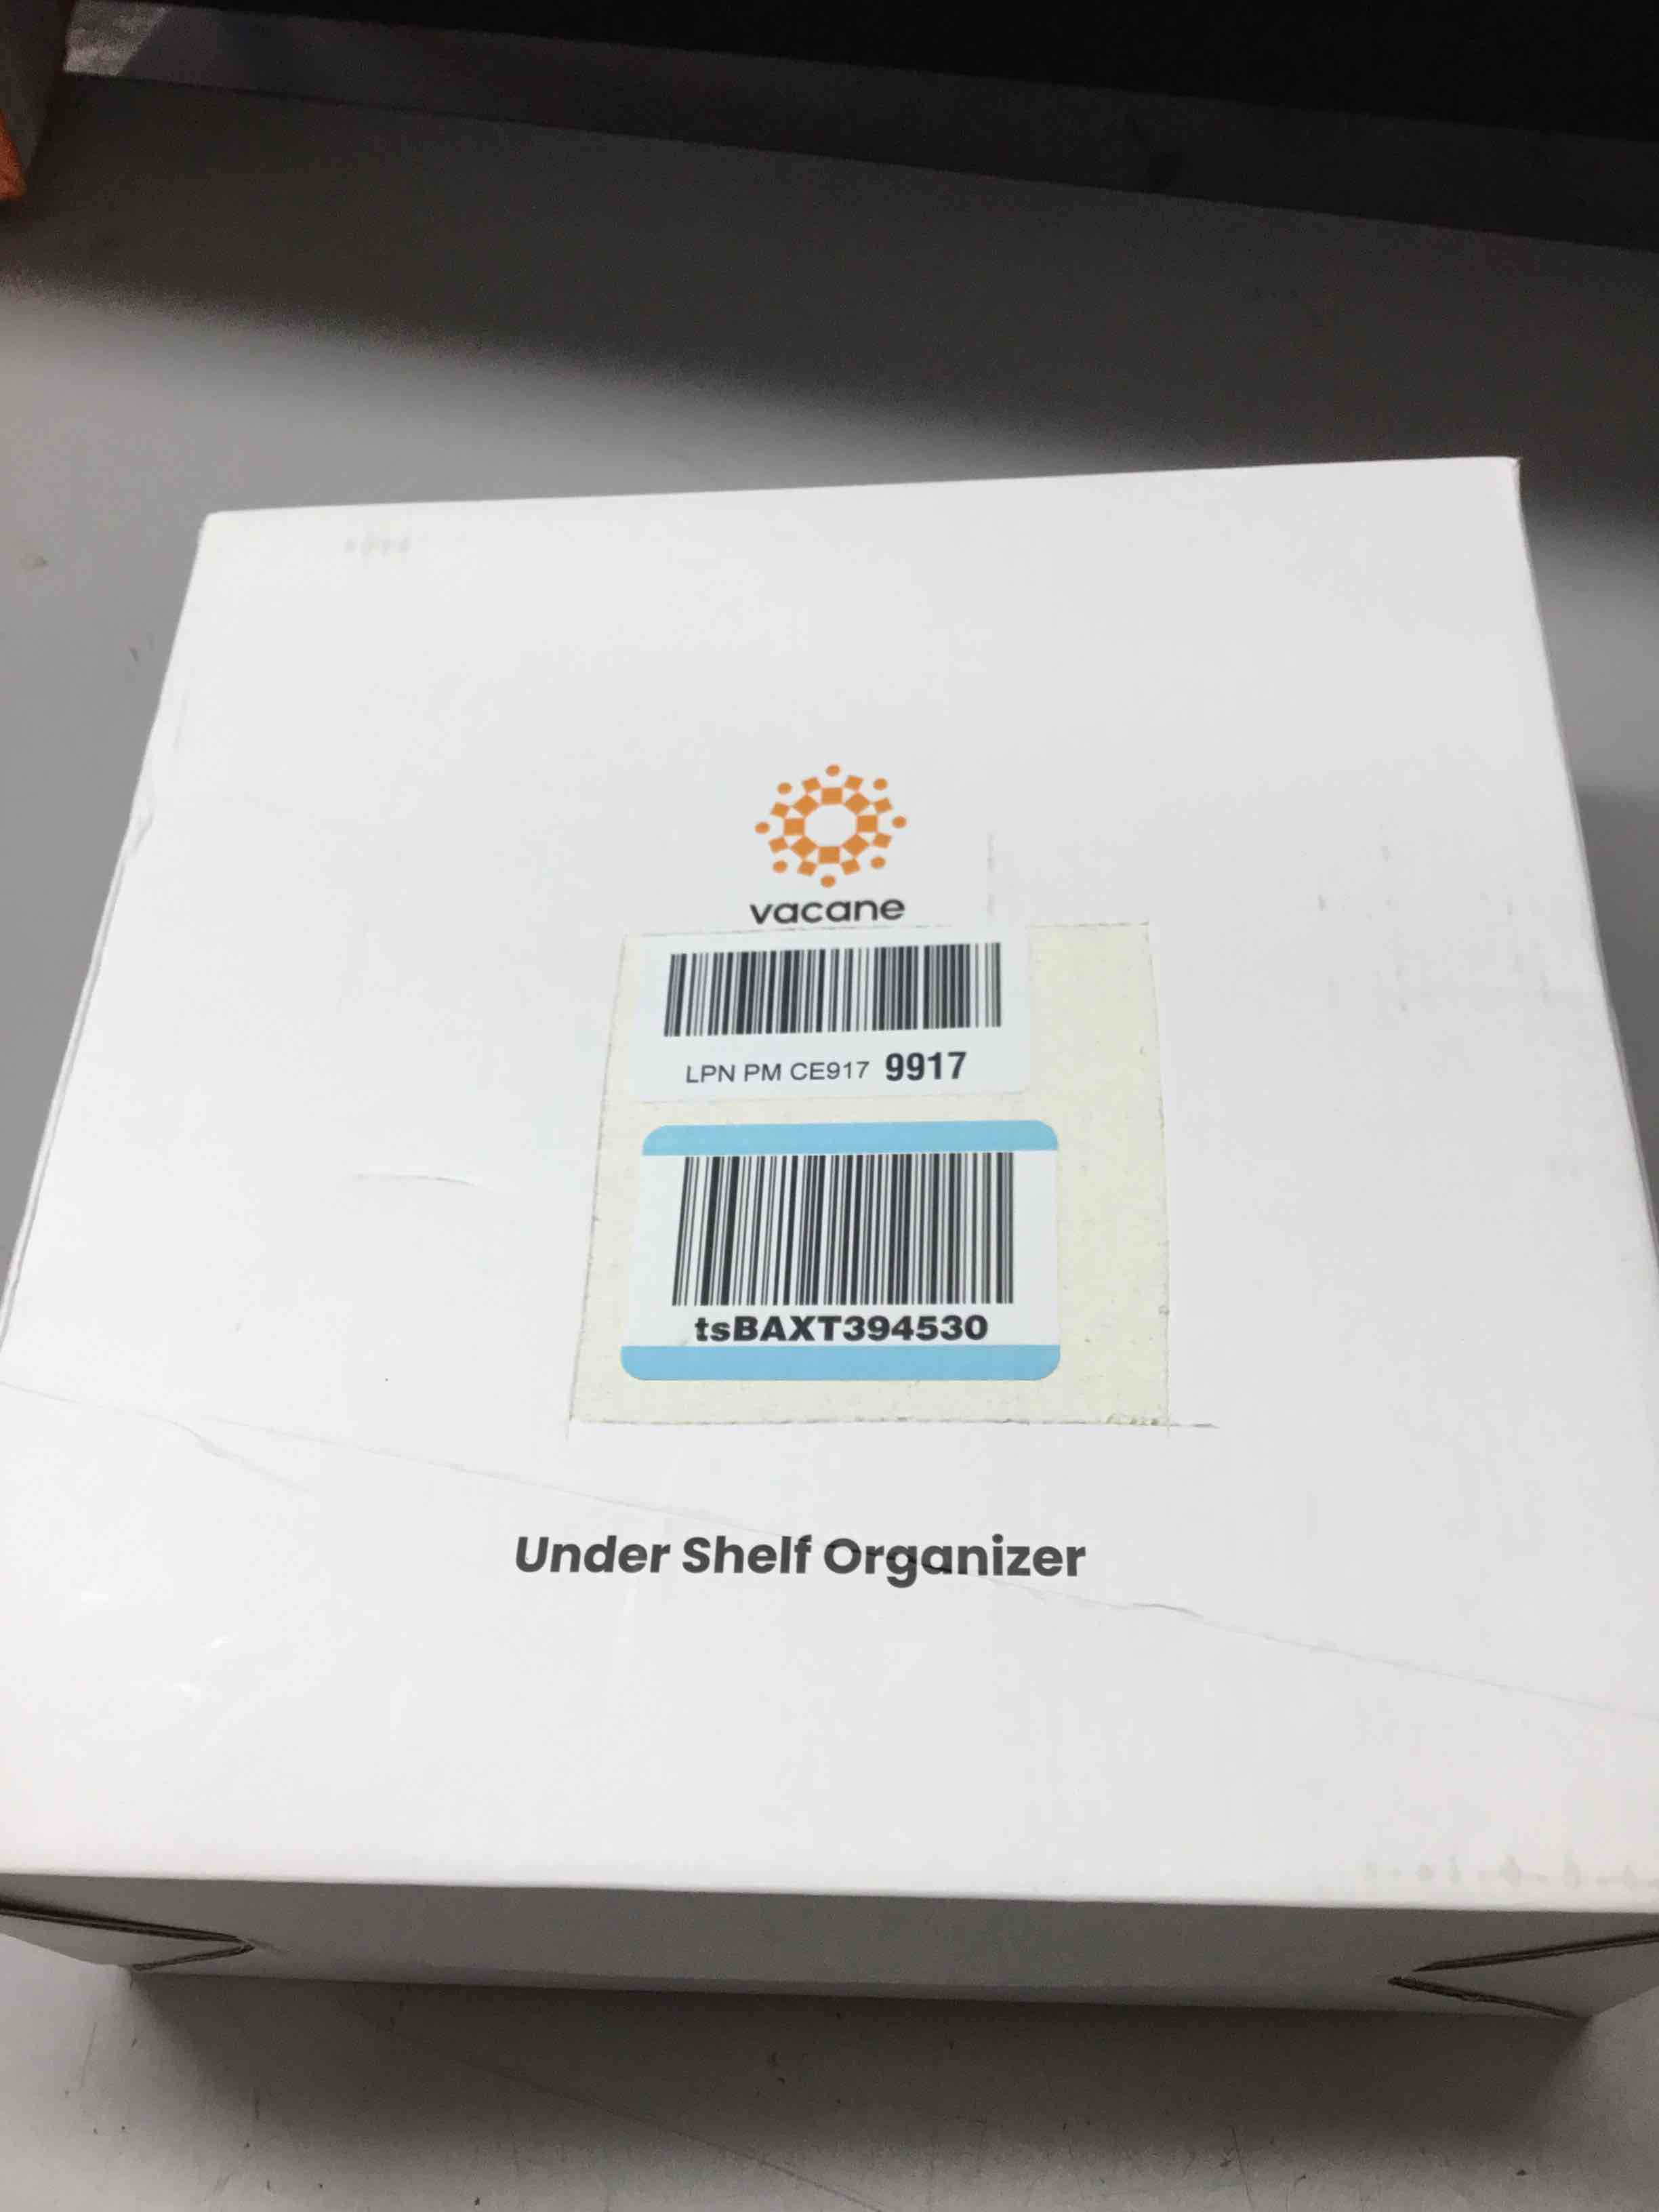 vacane
LPN PM CE917 9917
tsBAXT394530
Under Shelf Organizer